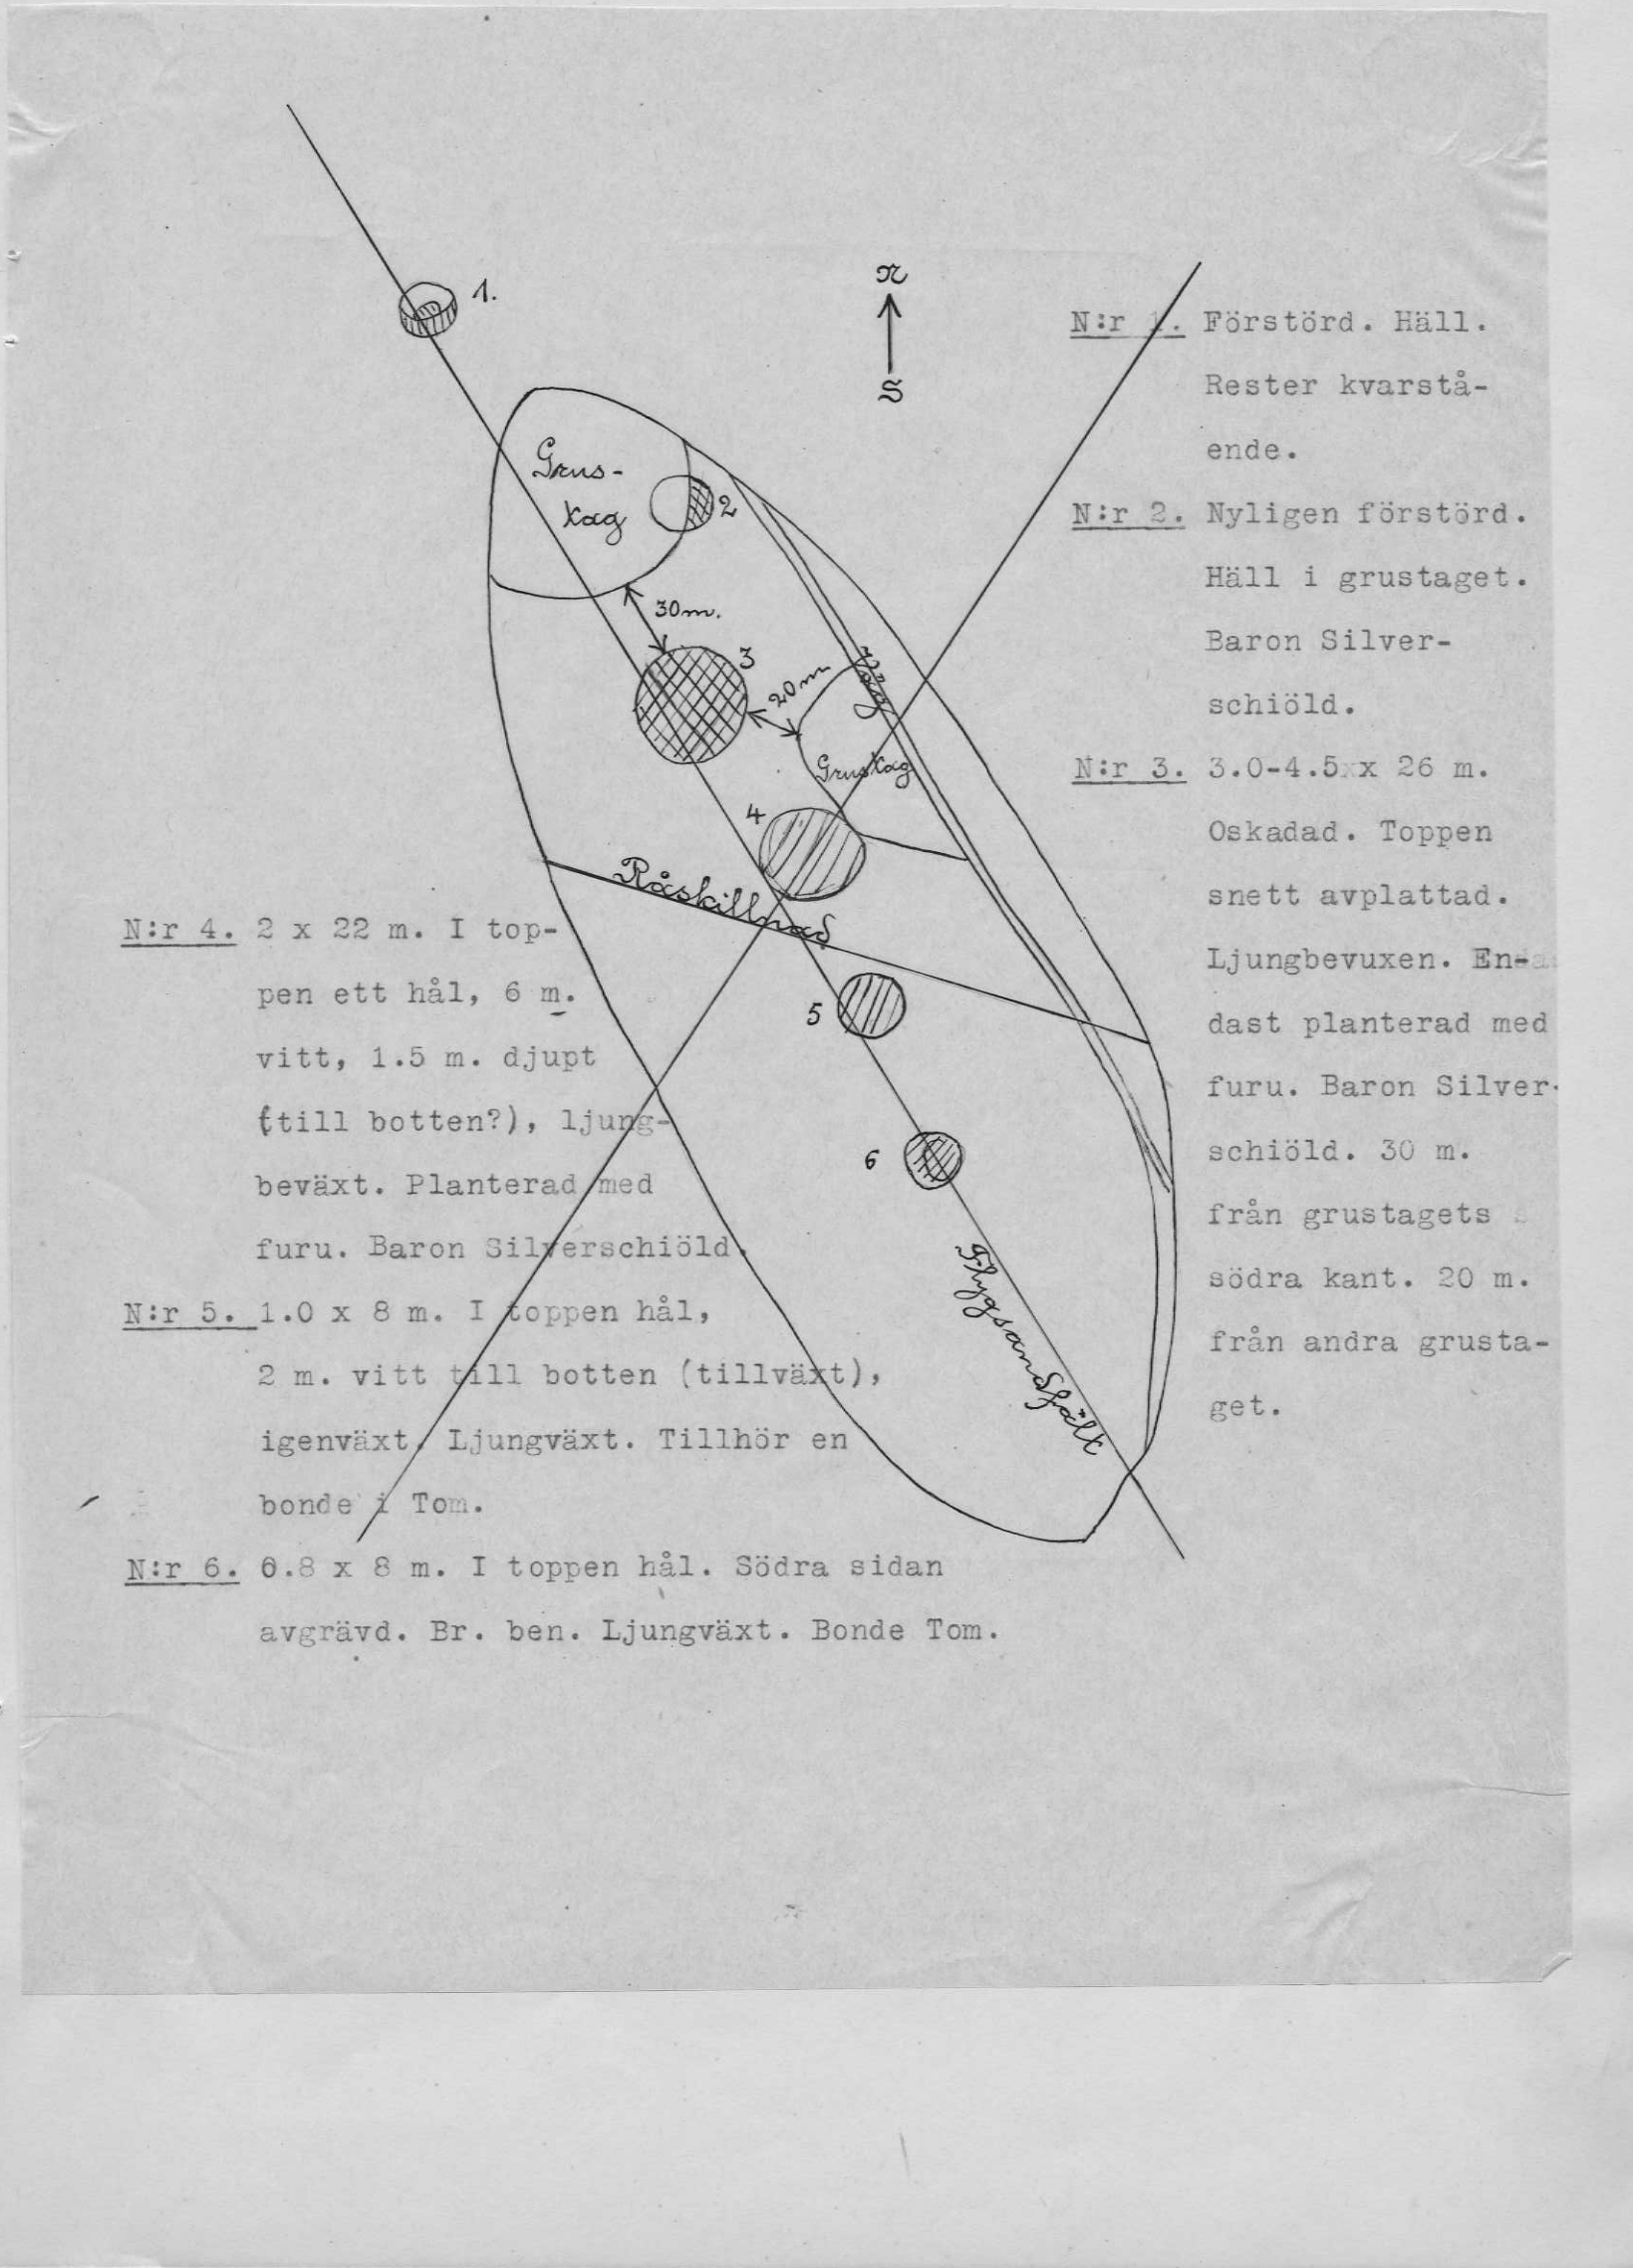 1.
N
S
Grus-
tag
2
30 m.
3
20 m
Väg
Grustag
4
Råskillnad
5
6
Flygsandfält
N:r 1. Förstörd. Häll.
Rester kvarstå-
ende.
N:r 2. Nyligen förstörd.
Häll i grustaget.
Baron Silver-
schiöld.
N:r 3. 3.0-4.5 x 26 m.
Oskadad. Toppen
snett avplattad.
Ljungbevuxen. En-
dast planterad med
furu. Baron Silver-
schiöld. 30 m.
från grustagets
södra kant. 20 m.
från andra grusta-
get.
N:r 4. 2 x 22 m. I top-
pen ett hål, 6 m.
vitt, 1.5 m. djupt
(till botten?), ljung-
beväxt. Planterad med
furu. Baron Silverschiöld.
N:r 5. 1.0 x 8 m. I toppen hål,
2 m. vitt till botten (tillväxt),
igenväxt. Ljungväxt. Tillhör en
bonde i Tom.
N:r 6. 0.8 x 8 m. I toppen hål. Södra sidan
avgrävd. Br. ben. Ljungväxt. Bonde Tom.